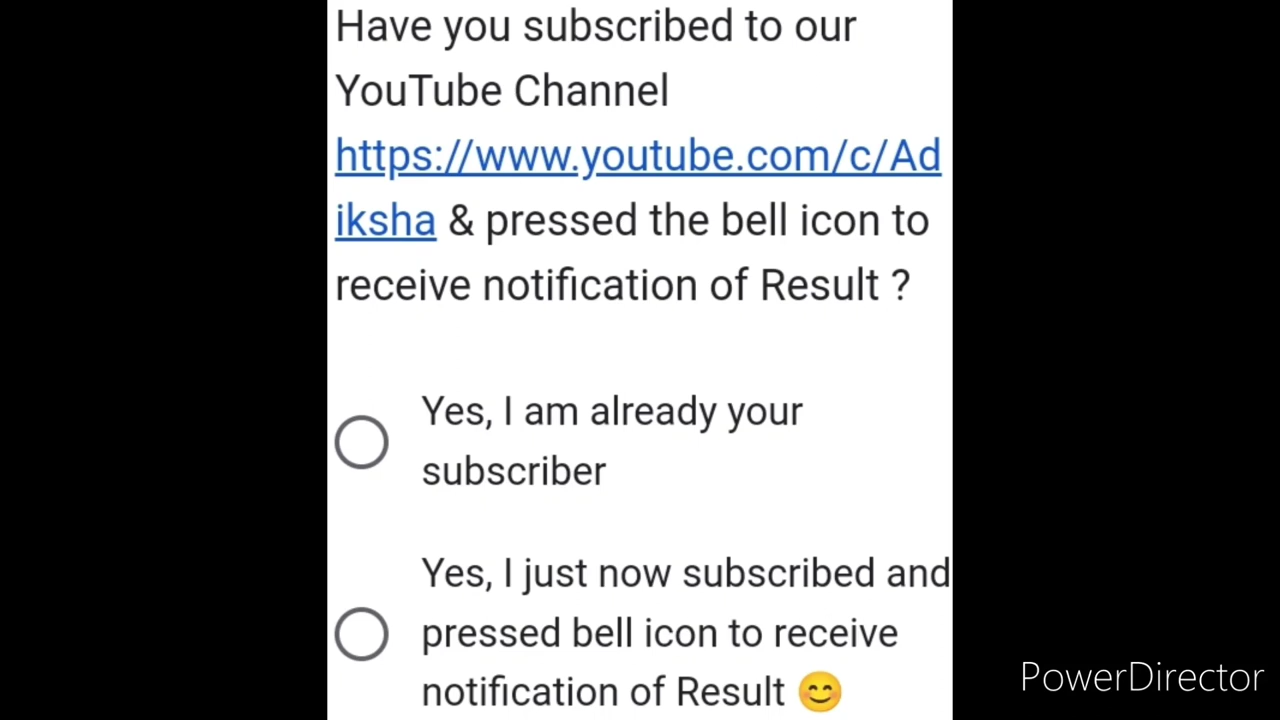 Have you subscribed to our
YouTube Channel
https://www.youtube.com/c/Ad
iksha & pressed the bell icon to
receive notification of Result ?
Yes, I am already your
subscriber
Yes, I just now subscribed and
pressed bell icon to receive
notification of Result 😊
PowerDirector